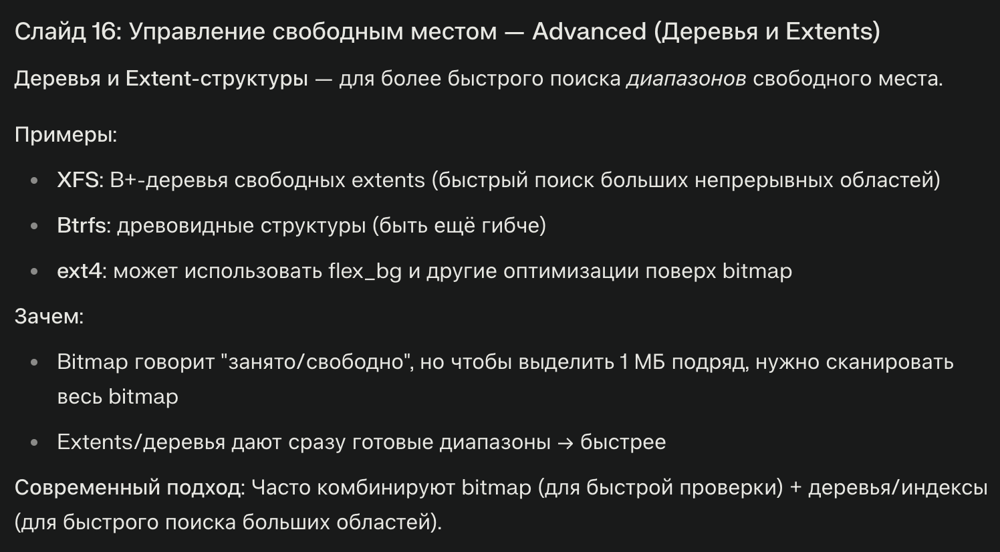 Слайд 16: Управление свободным местом — Advanced (Деревья и Extents)
Деревья и Extent-структуры — для более быстрого поиска диапазонов свободного места.
Примеры:
• XFS: B+-деревья свободных extents (быстрый поиск больших непрерывных областей)
• Btrfs: древовидные структуры (быть ещё гибче)
• ext4: может использовать flex_bg и другие оптимизации поверх bitmap
Зачем:
• Bitmap говорит "занято/свободно", но чтобы выделить 1 МБ подряд, нужно сканировать
весь bitmap
• Extents/деревья дают сразу готовые диапазоны → быстрее
Современный подход: Часто комбинируют bitmap (для быстрой проверки) + деревья/индексы
(для быстрого поиска больших областей).